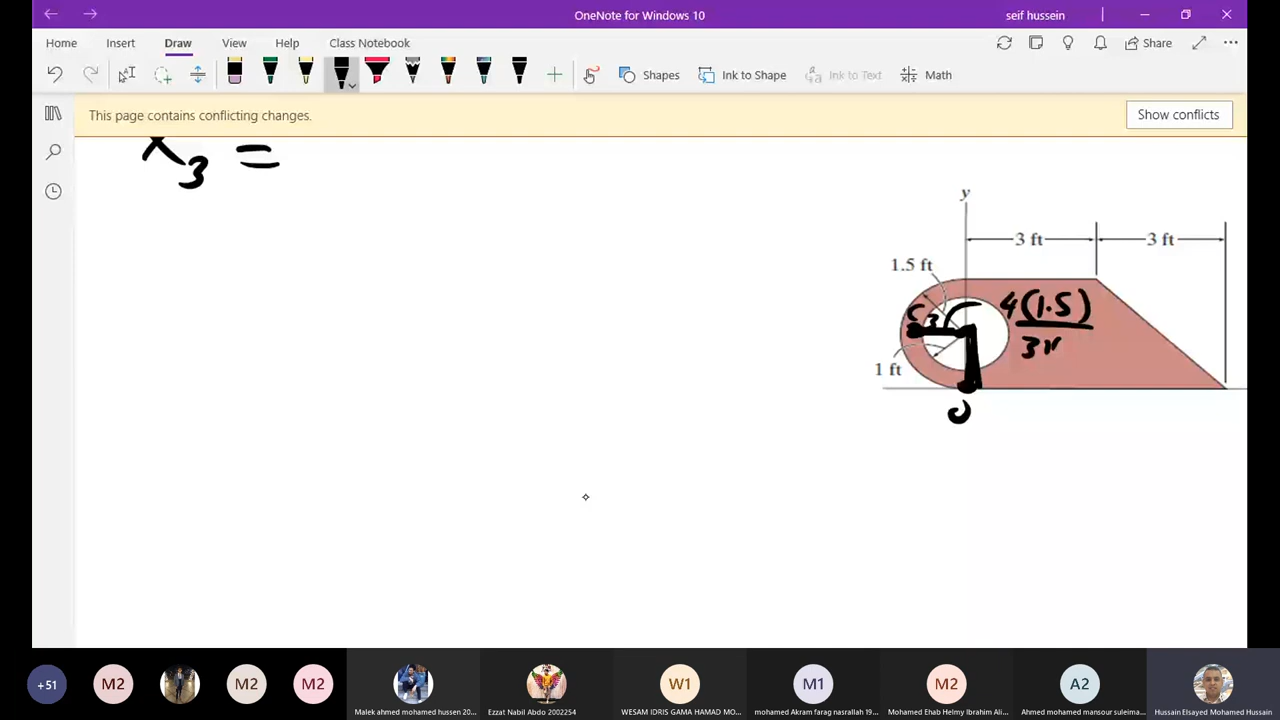 OneNote for Windows 10
seif hussein
Home Insert Draw View Help Class Notebook
Share
Shapes Ink to Shape Ink to Text Math
This page contains conflicting changes.
Show conflicts
x₃ =
y
3 ft 3 ft
1.5 ft
C₃
4(1.5)
3π
1 ft
O
+51 M2 M2 M2 W1 M1 M2 A2
Malek ahmed mohamed hussen 20...
Ezzat Nabil Abdo 2002254
WESAM IDRIS GAMA HAMAD MO...
mohamed Akram farag nasrallah 19...
Mohamed Ehab Helmy Ibrahim Ali ...
Ahmed mohamed mansour suleima...
Hussain Elsayed Mohamed Hussain